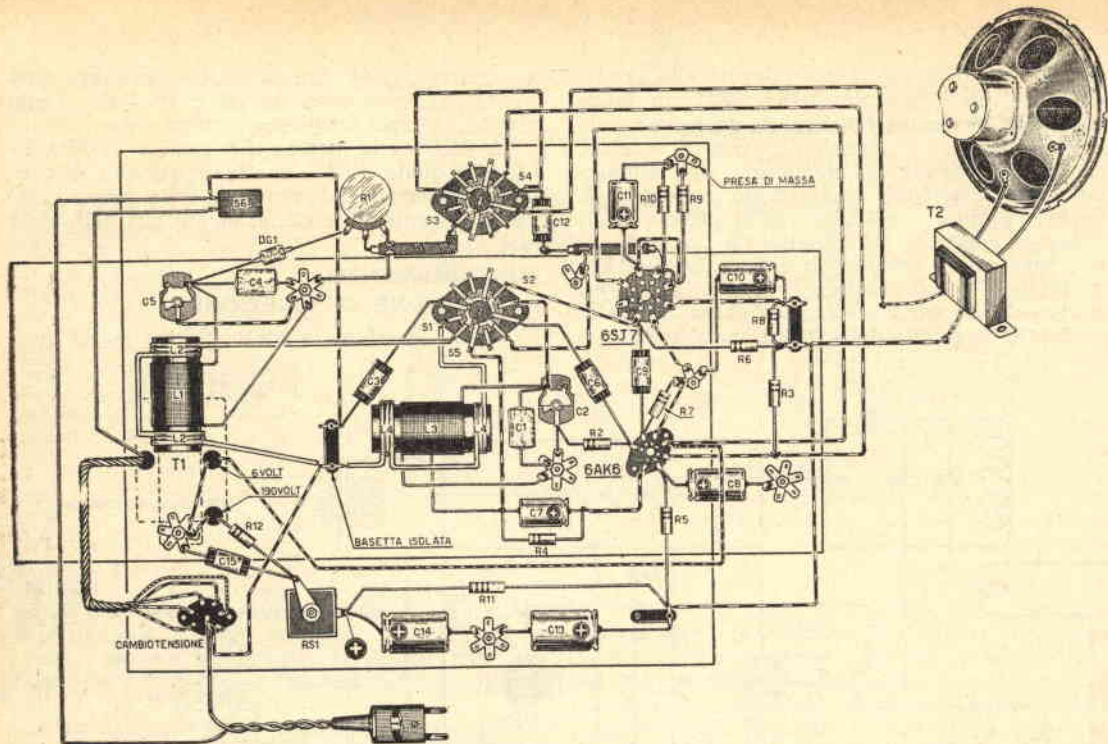 S6
R1
DG1
C4
C5
S4
S3
C12
C11
R10
R9
PRESA DI MASSA
T2
S2
S1
S5
C10
R8
6SJ7
R6
C3
C6
C9
C2
R7
R3
L2
L1
L2
L4
L3
L4
C1
R2
6AK6
T1
6 VOLT
190 VOLT
C8
C7
R5
R4
R12
BASETTA ISOLATA
C15
R11
C14
C13
RS1
CAMBIOTENSIONE